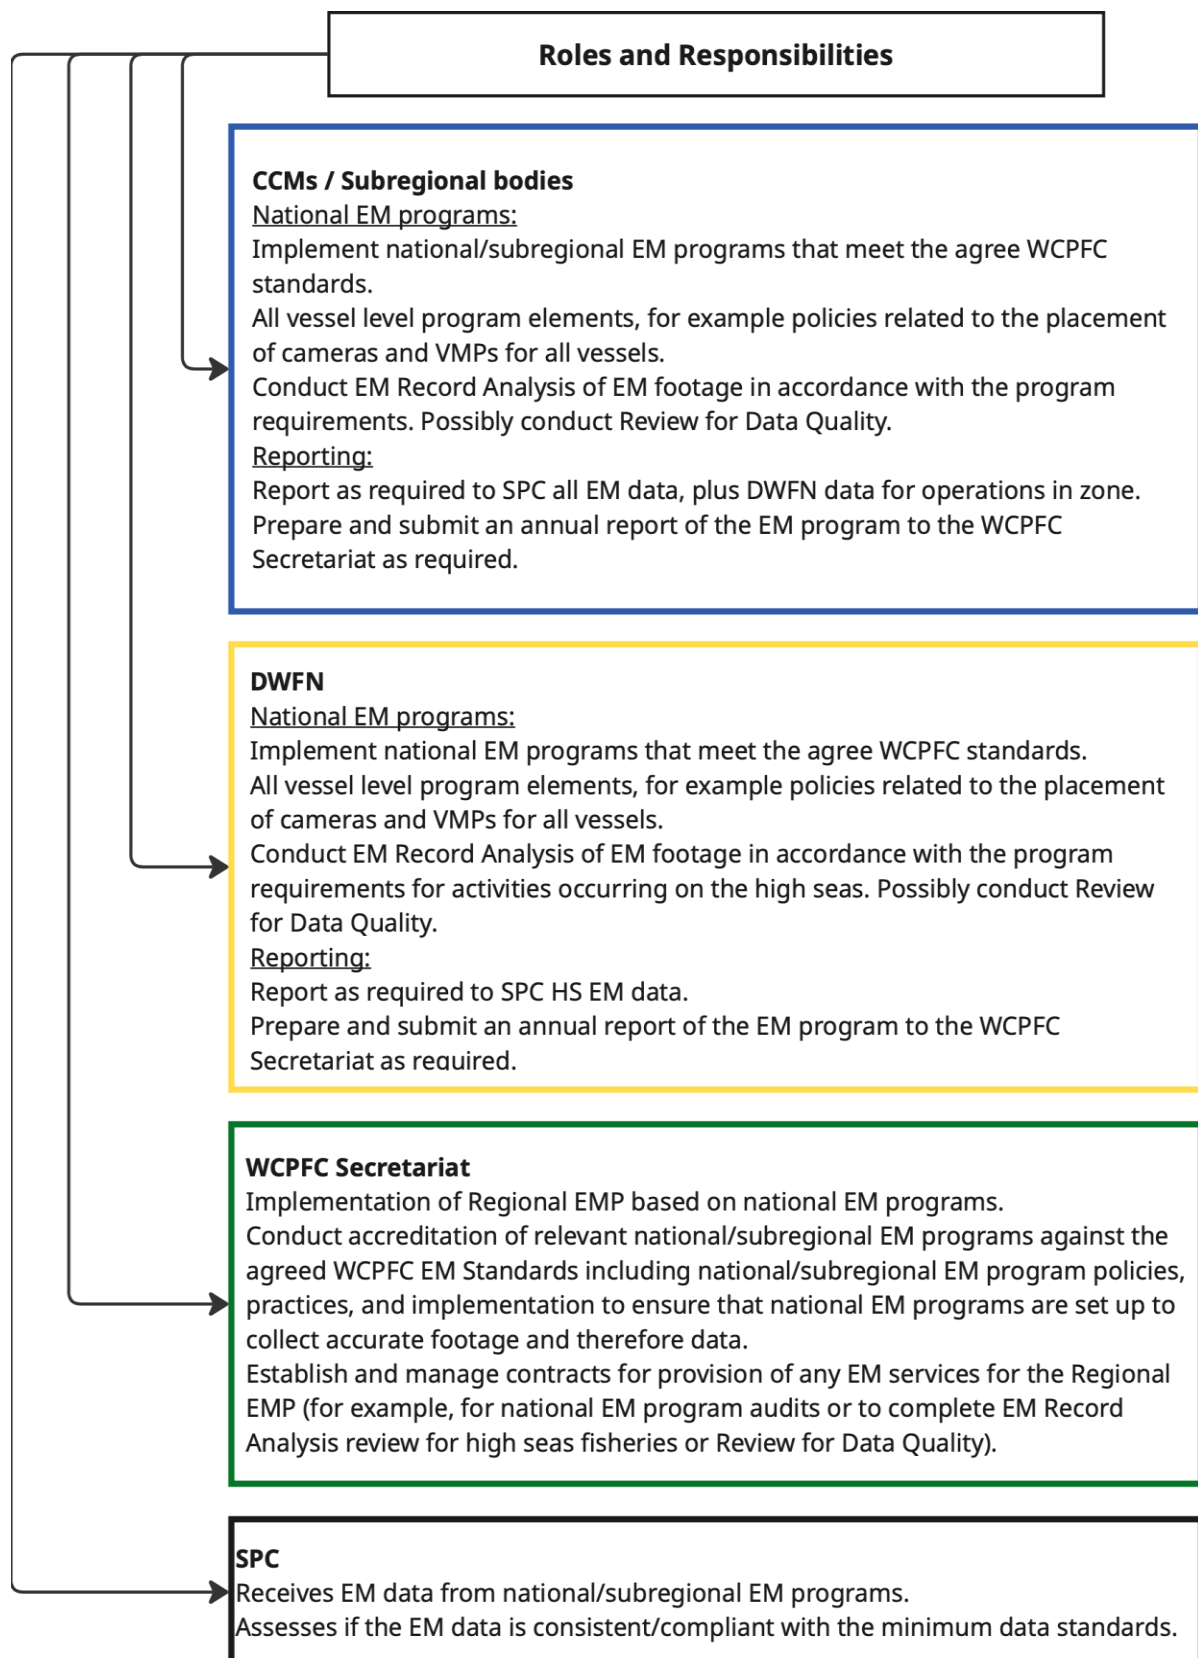 Roles and Responsibilities
CCMs / Subregional bodies
National EM programs:
Implement national/subregional EM programs that meet the agree WCPFC
standards.
All vessel level program elements, for example policies related to the placement
of cameras and VMPs for all vessels.
Conduct EM Record Analysis of EM footage in accordance with the program
requirements. Possibly conduct Review for Data Quality.
Reporting:
Report as required to SPC all EM data, plus DWFN data for operations in zone.
Prepare and submit an annual report of the EM program to the WCPFC
Secretariat as required.
DWFN
National EM programs:
Implement national EM programs that meet the agree WCPFC standards.
All vessel level program elements, for example policies related to the placement
of cameras and VMPs for all vessels.
Conduct EM Record Analysis of EM footage in accordance with the program
requirements for activities occurring on the high seas. Possibly conduct Review
for Data Quality.
Reporting:
Report as required to SPC HS EM data.
Prepare and submit an annual report of the EM program to the WCPFC
Secretariat as required.
WCPFC Secretariat
Implementation of Regional EMP based on national EM programs.
Conduct accreditation of relevant national/subregional EM programs against the
agreed WCPFC EM Standards including national/subregional EM program policies,
practices, and implementation to ensure that national EM programs are set up to
collect accurate footage and therefore data.
Establish and manage contracts for provision of any EM services for the Regional
EMP (for example, for national EM program audits or to complete EM Record
Analysis review for high seas fisheries or Review for Data Quality).
SPC
Receives EM data from national/subregional EM programs.
Assesses if the EM data is consistent/compliant with the minimum data standards.